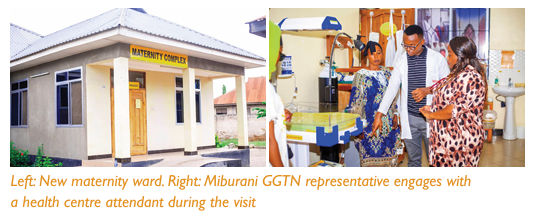 MATERNITY COMPLEX
Left: New maternity ward. Right: Miburani GGTN representative engages with
a health centre attendant during the visit